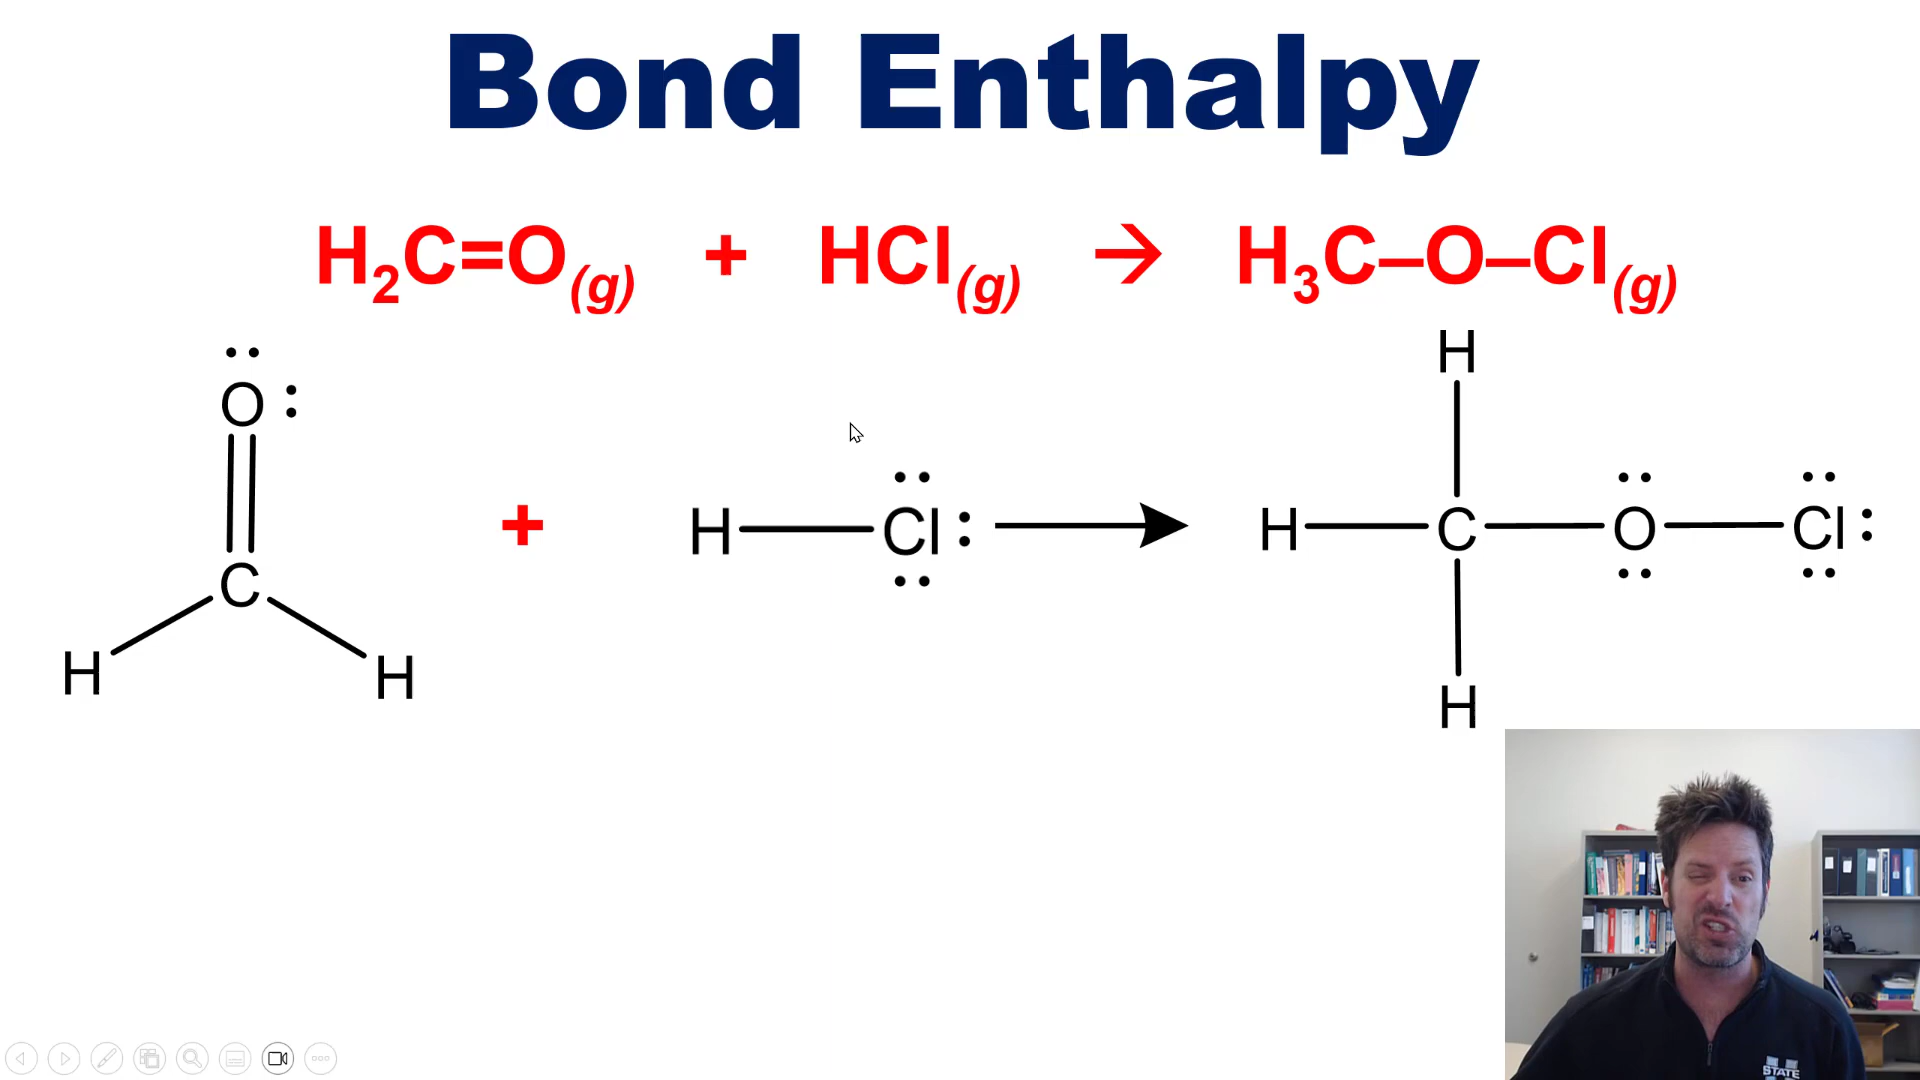 Bond Enthalpy
H₂C=O(g) + HCl(g) → H₃C–O–Cl(g)
H
O
H Cl H C O Cl
C
H H
H
STATE